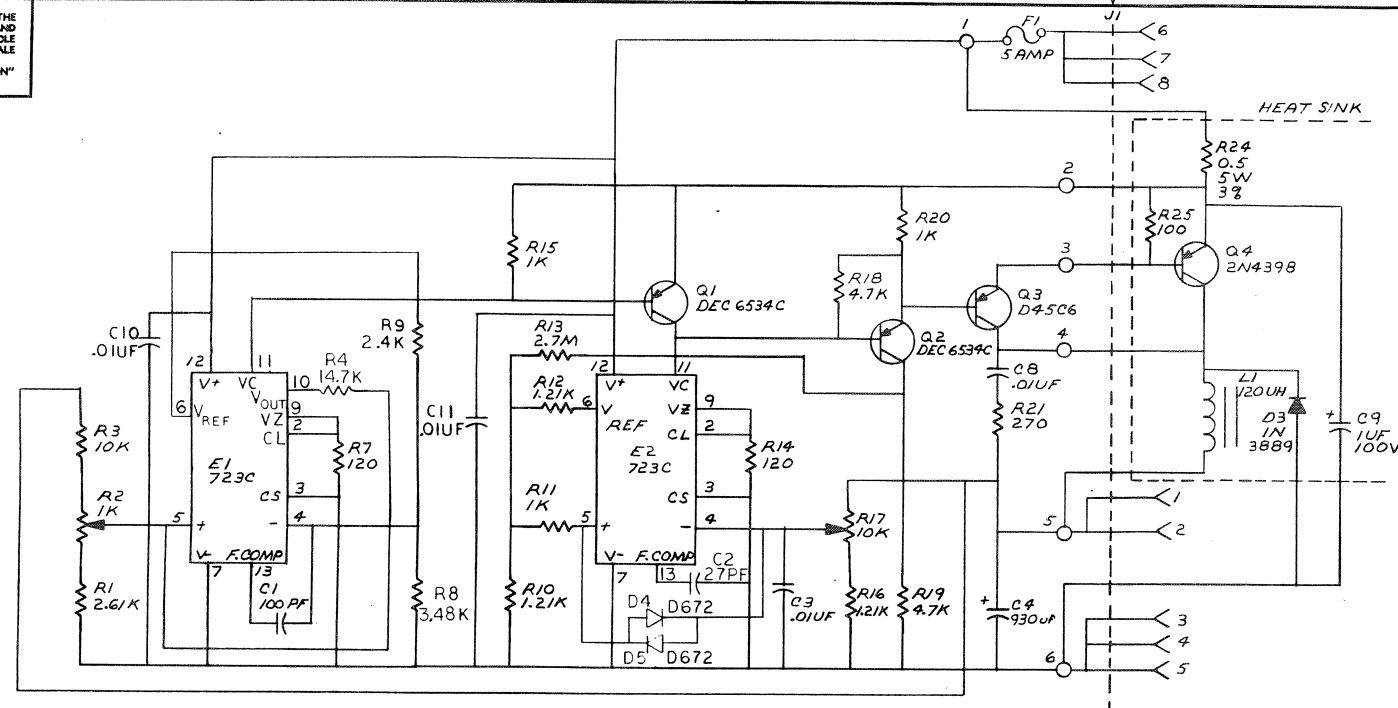 THE
AND
ALE
N"
J1
1
F1
5 AMP
6
7
8
HEAT SINK
R24
0.5
5W
3%
2
R25
100
R20
1K
R15
1K
3
Q4
2N4398
Q1
DEC 6534C
R18
4.7K
Q3
D45C6
C10
.01UF
R9
2.4K
R13
2.7M
Q2
DEC 6534C
4
12
11
V+
VC
R4
14.7K
10
VOUT
9
VZ
2
CL
6
VREF
E1
723C
R7
120
CS
3
5
+
-
4
V-
F.COMP
7
13
C1
100PF
R3
10K
R2
1K
R1
2.61K
R8
3.48K
C11
.01UF
R12
1.21K
R11
1K
R10
1.21K
12
11
V+
VC
6
V
REF
VZ
9
CL
2
E2
723C
R14
120
CS
3
5
+
-
4
V-
F.COMP
7
13
C2
27PF
D4
D672
D5
D672
C3
.01UF
R17
10K
R16
1.21K
R19
4.7K
C8
.01UF
R21
270
C4
+
930UF
L1
120UH
D3
1N
3889
+
C9
1UF
100V
5
1
2
6
3
4
5